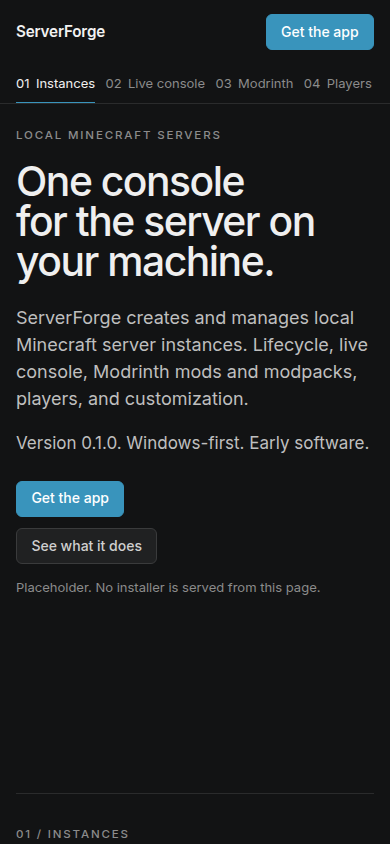 ServerForge
Get the app
01 Instances 02 Live console 03 Modrinth 04 Players
LOCAL MINECRAFT SERVERS
One console
for the server on
your machine.
ServerForge creates and manages local
Minecraft server instances. Lifecycle, live
console, Modrinth mods and modpacks,
players, and customization.
Version 0.1.0. Windows-first. Early software.
Get the app
See what it does
Placeholder. No installer is served from this page.
01 / INSTANCES